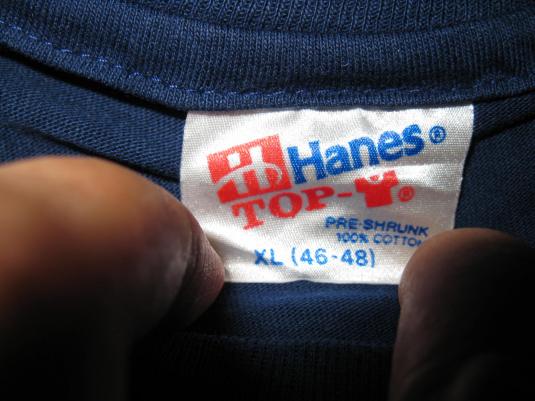 h Hanes®
TOP-®
PRE-SHRUNK
100% COTTON
XL (46-48)